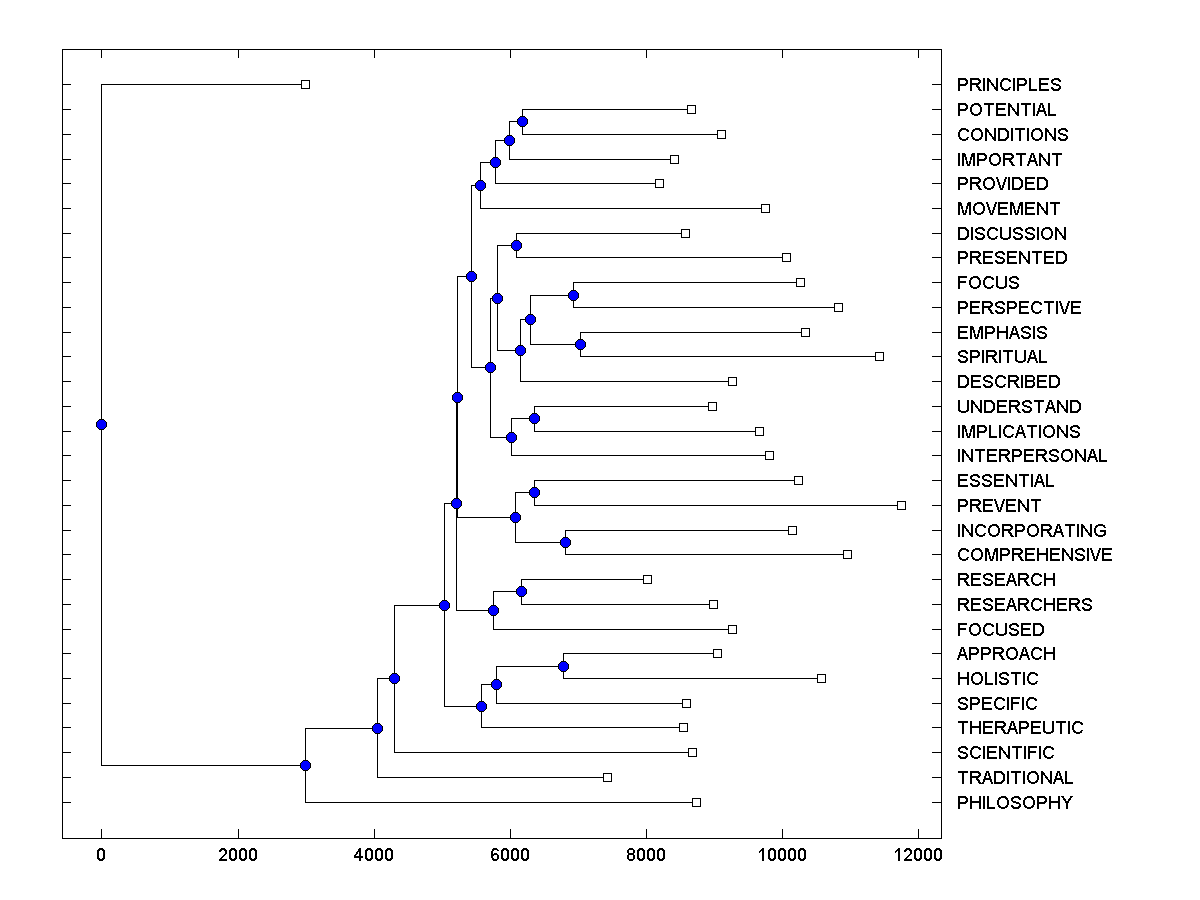 PRINCIPLES
POTENTIAL
CONDITIONS
IMPORTANT
PROVIDED
MOVEMENT
DISCUSSION
PRESENTED
FOCUS
PERSPECTIVE
EMPHASIS
SPIRITUAL
DESCRIBED
UNDERSTAND
IMPLICATIONS
INTERPERSONAL
ESSENTIAL
PREVENT
INCORPORATING
COMPREHENSIVE
RESEARCH
RESEARCHERS
FOCUSED
APPROACH
HOLISTIC
SPECIFIC
THERAPEUTIC
SCIENTIFIC
TRADITIONAL
PHILOSOPHY
0 2000 4000 6000 8000 10000 12000